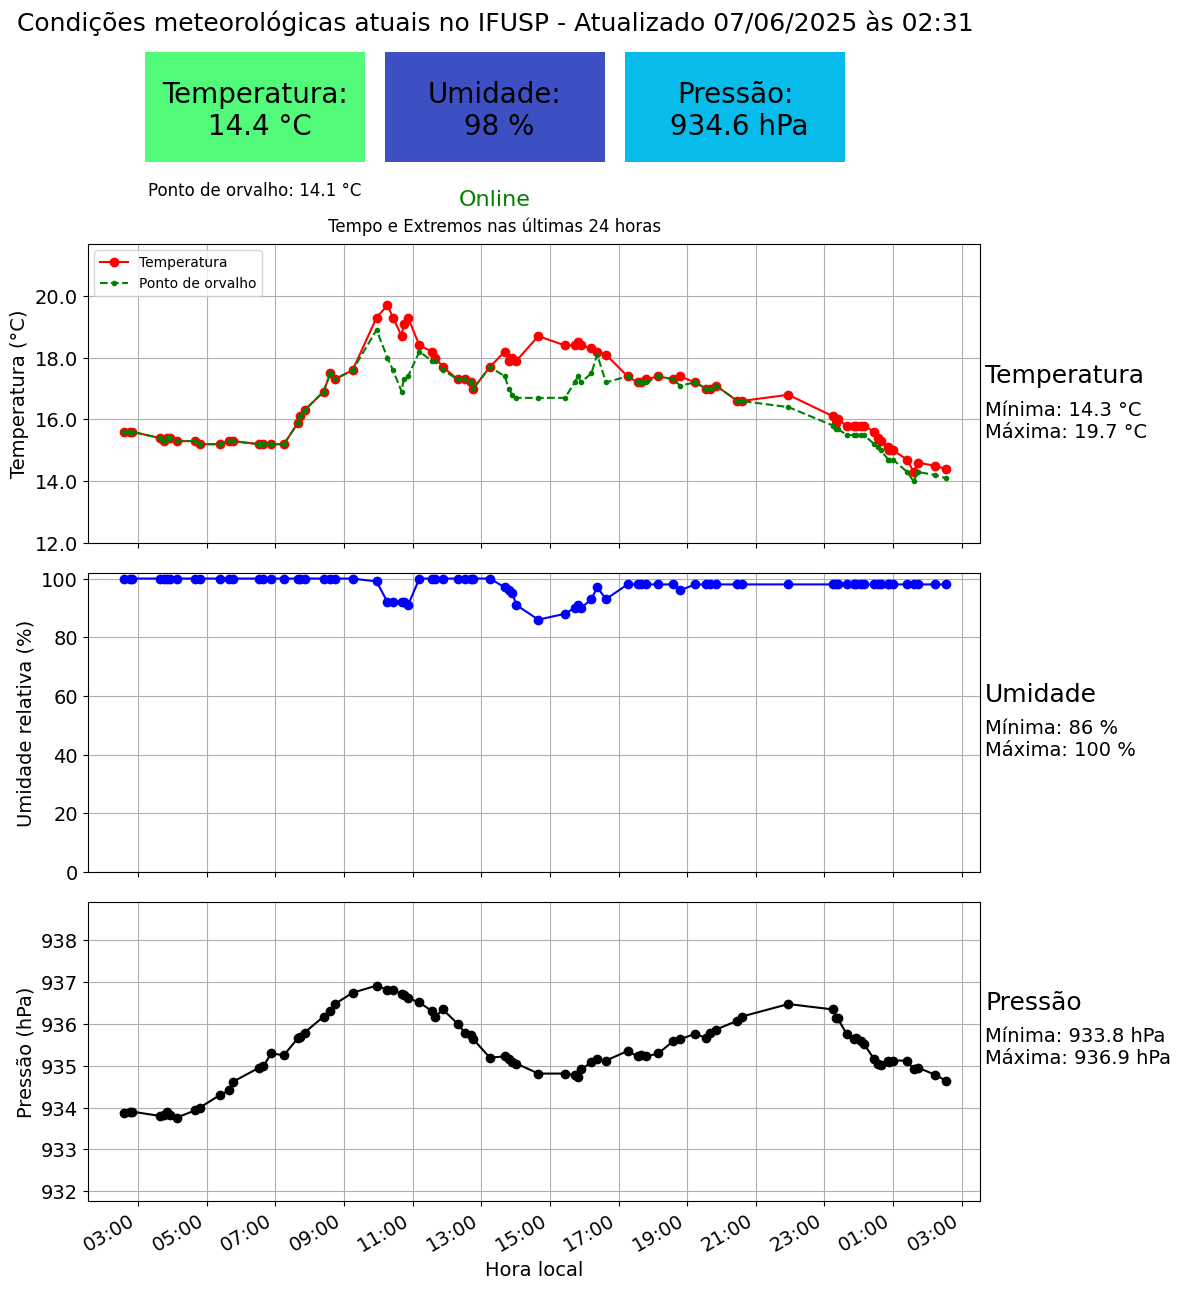 Condições meteorológicas atuais no IFUSP - Atualizado 07/06/2025 às 02:31
Temperatura:
14.4 °C
Umidade:
98 %
Pressão:
934.6 hPa
Ponto de orvalho: 14.1 °C
Online
Tempo e Extremos nas últimas 24 horas
Temperatura
Ponto de orvalho
Temperatura (°C)
20.0
18.0
16.0
14.0
12.0
Temperatura
Mínima: 14.3 °C
Máxima: 19.7 °C
Umidade relativa (%)
100
80
60
40
20
0
Umidade
Mínima: 86 %
Máxima: 100 %
Pressão (hPa)
938
937
936
935
934
933
932
Pressão
Mínima: 933.8 hPa
Máxima: 936.9 hPa
03:00 05:00 07:00 09:00 11:00 13:00 15:00 17:00 19:00 21:00 23:00 01:00 03:00
Hora local